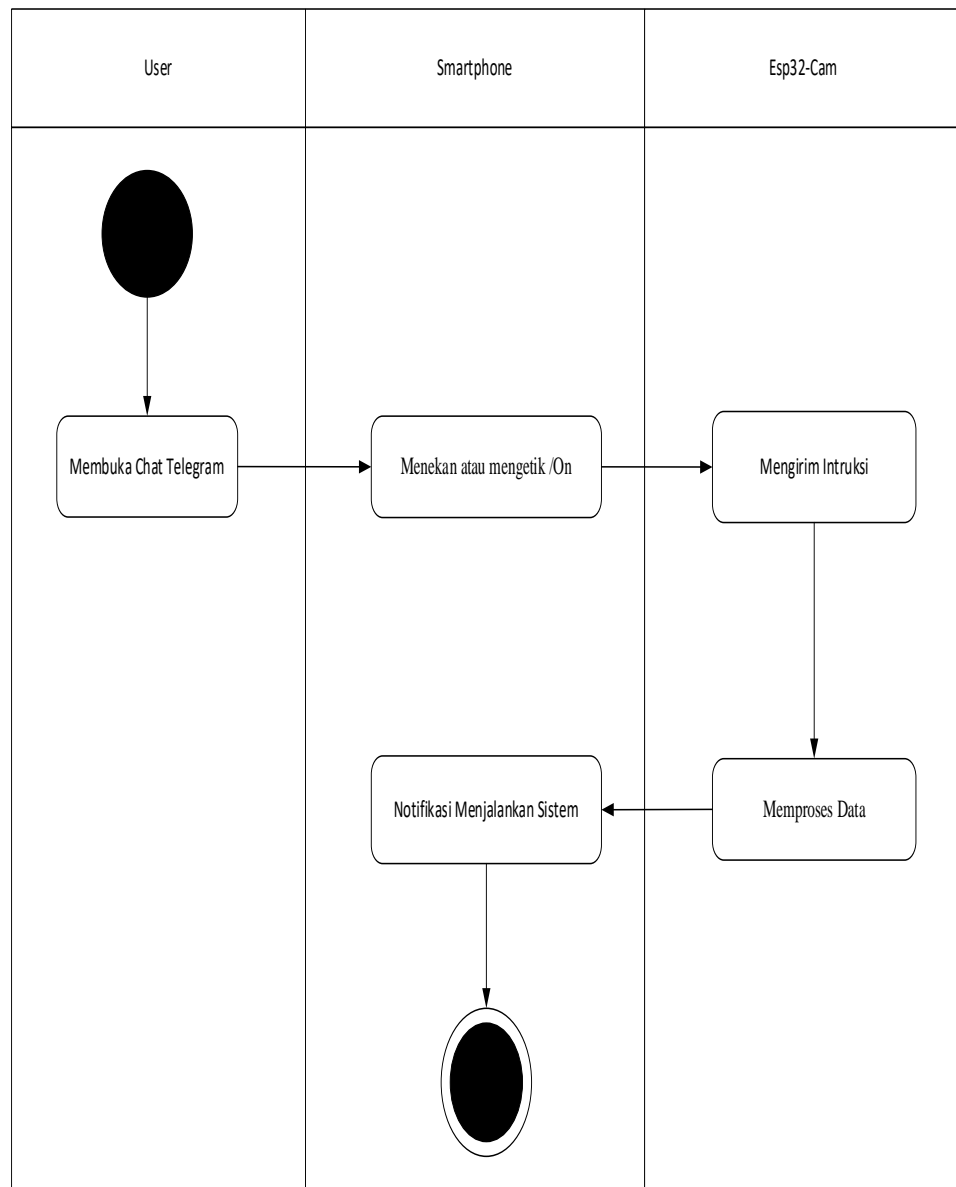 User
Smartphone
Esp32-Cam
Membuka Chat Telegram
Menekan atau mengetik /On
Mengirim Intruksi
Notifikasi Menjalankan Sistem
Memproses Data